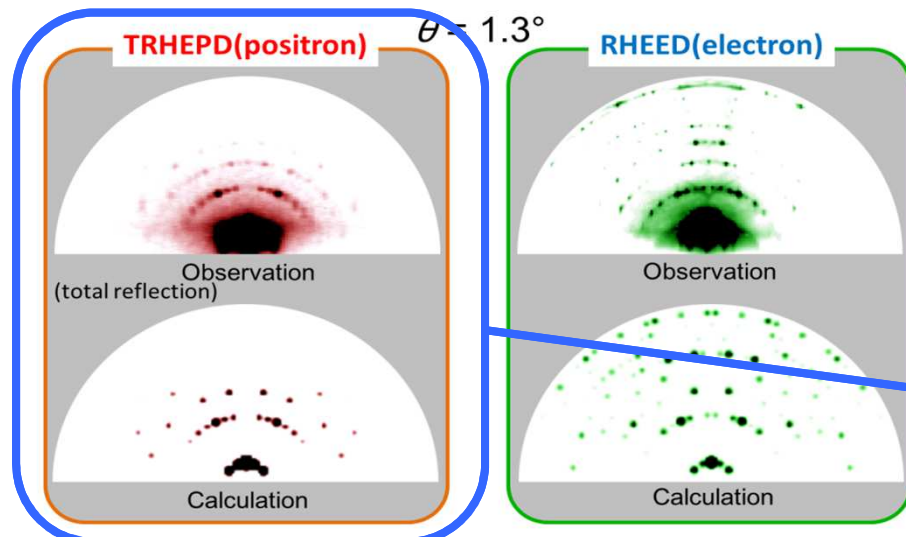 θ = 1.3°
TRHEPD(positron)
RHEED(electron)
Observation
(total reflection)
Observation
Calculation
Calculation